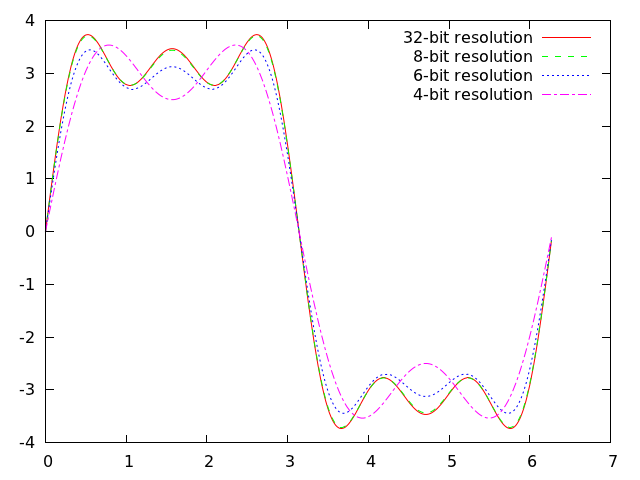 4
3
2
1
0
-1
-2
-3
-4
32-bit resolution
8-bit resolution
6-bit resolution
4-bit resolution
0 1 2 3 4 5 6 7